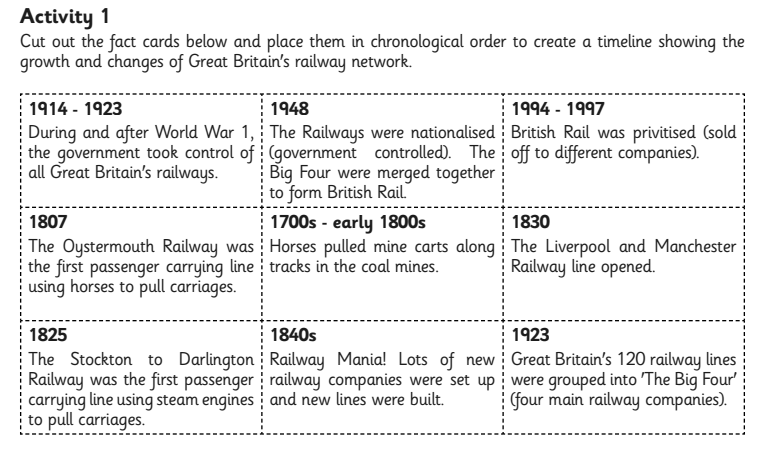 Activity 1
Cut out the fact cards below and place them in chronological order to create a timeline showing the
growth and changes of Great Britain's railway network.
1914 - 1923
During and after World War 1,
the government took control of
all Great Britain's railways.
1948
The Railways were nationalised
(government controlled). The
Big Four were merged together
to form British Rail.
1994 - 1997
British Rail was privitised (sold
off to different companies).
1807
The Oystermouth Railway was
the first passenger carrying line
using horses to pull carriages.
1700s - early 1800s
Horses pulled mine carts along
tracks in the coal mines.
1830
The Liverpool and Manchester
Railway line opened.
1825
The Stockton to Darlington
Railway was the first passenger
carrying line using steam engines
to pull carriages.
1840s
Railway Mania! Lots of new
railway companies were set up
and new lines were built.
1923
Great Britain's 120 railway lines
were grouped into 'The Big Four'
(four main railway companies).